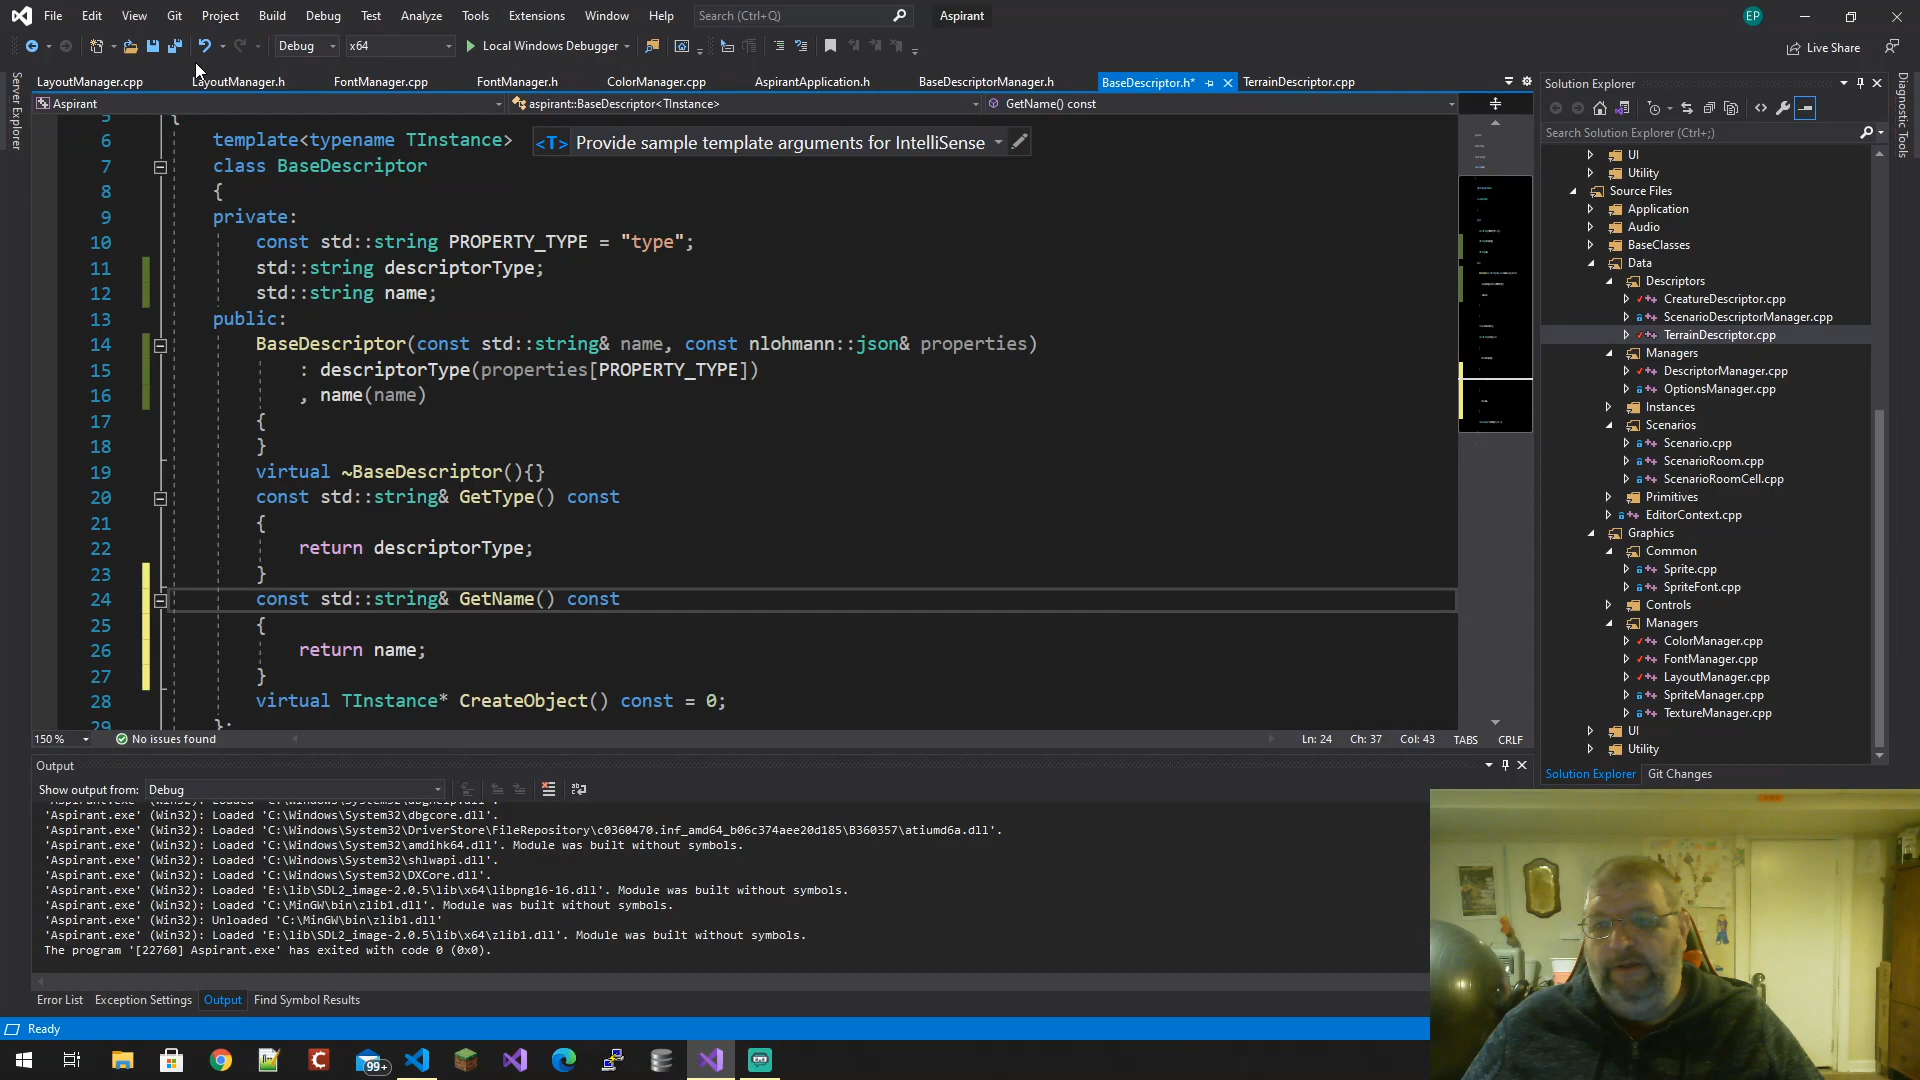 File Edit View Git Project Build Debug Test Analyze Tools Extensions Window Help Search (Ctrl+Q) Aspirant EP
Debug x64 Local Windows Debugger Live Share
LayoutManager.cpp LayoutManager.h FontManager.cpp FontManager.h ColorManager.cpp AspirantApplication.h BaseDescriptorManager.h BaseDescriptor.h* TerrainDescriptor.cpp
Aspirant aspirant::BaseDescriptor<TInstance> GetName() const
Server Explorer
5 {
6 template<typename TInstance> <T> Provide sample template arguments for IntelliSense
7 class BaseDescriptor
8 {
9 private:
10 const std::string PROPERTY_TYPE = "type";
11 std::string descriptorType;
12 std::string name;
13 public:
14 BaseDescriptor(const std::string& name, const nlohmann::json& properties)
15 : descriptorType(properties[PROPERTY_TYPE])
16 , name(name)
17 {
18 }
19 virtual ~BaseDescriptor(){}
20 const std::string& GetType() const
21 {
22 return descriptorType;
23 }
24 const std::string& GetName() const
25 {
26 return name;
27 }
28 virtual TInstance* CreateObject() const = 0;
29 };
150 % No issues found Ln: 24 Ch: 37 Col: 43 TABS CRLF
Output
Show output from: Debug
'Aspirant.exe' (Win32): Loaded 'C:\Windows\System32\dbghelp.dll'.
'Aspirant.exe' (Win32): Loaded 'C:\Windows\System32\dbgcore.dll'.
'Aspirant.exe' (Win32): Loaded 'C:\Windows\System32\DriverStore\FileRepository\c0360470.inf_amd64_b06c374aee20d185\B360357\atiumd6a.dll'.
'Aspirant.exe' (Win32): Loaded 'C:\Windows\System32\amdihk64.dll'. Module was built without symbols.
'Aspirant.exe' (Win32): Loaded 'C:\Windows\System32\shlwapi.dll'.
'Aspirant.exe' (Win32): Loaded 'C:\Windows\System32\DXCore.dll'.
'Aspirant.exe' (Win32): Loaded 'E:\lib\SDL2_image-2.0.5\lib\x64\libpng16-16.dll'. Module was built without symbols.
'Aspirant.exe' (Win32): Loaded 'C:\MinGW\bin\zlib1.dll'. Module was built without symbols.
'Aspirant.exe' (Win32): Unloaded 'C:\MinGW\bin\zlib1.dll'
'Aspirant.exe' (Win32): Loaded 'E:\lib\SDL2_image-2.0.5\lib\x64\zlib1.dll'. Module was built without symbols.
The program '[22760] Aspirant.exe' has exited with code 0 (0x0).
Error List Exception Settings Output Find Symbol Results
Ready
99+
Solution Explorer
Search Solution Explorer (Ctrl+;)
UI
Utility
Source Files
Application
Audio
BaseClasses
Data
Descriptors
CreatureDescriptor.cpp
ScenarioDescriptorManager.cpp
TerrainDescriptor.cpp
Managers
DescriptorManager.cpp
OptionsManager.cpp
Instances
Scenarios
Scenario.cpp
ScenarioRoom.cpp
ScenarioRoomCell.cpp
Primitives
EditorContext.cpp
Graphics
Common
Sprite.cpp
SpriteFont.cpp
Controls
Managers
ColorManager.cpp
FontManager.cpp
LayoutManager.cpp
SpriteManager.cpp
TextureManager.cpp
UI
Utility
Solution Explorer Git Changes
Diagnostic Tools